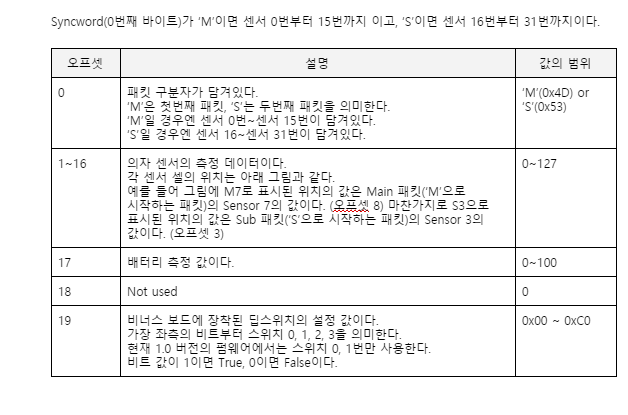 Syncword(0번째 바이트)가 ‘M’이면 센서 0번부터 15번까지 이고, ‘S’이면 센서 16번부터 31번까지이다.
오프셋 설명 값의 범위
0 패킷 구분자가 담겨있다. ‘M’(0x4D) or
‘M’은 첫번째 패킷, ‘S’는 두번째 패킷을 의미한다. ‘S’(0x53)
‘M’일 경우엔 센서 0번~센서 15번이 담겨있다.
‘S’일 경우엔 센서 16~센서 31번이 담겨있다.
1~16 의자 센서의 측정 데이터이다. 0~127
각 센서 셀의 위치는 아래 그림과 같다.
예를 들어 그림에 M7로 표시된 위치의 값은 Main 패킷(‘M’으로
시작하는 패킷)의 Sensor 7의 값이다. (오프셋 8) 마찬가지로 S3으로
표시된 위치의 값은 Sub 패킷(‘S’으로 시작하는 패킷)의 Sensor 3의
값이다. (오프셋 3)
17 배터리 측정 값이다. 0~100
18 Not used 0
19 비너스 보드에 장착된 딥스위치의 설정 값이다. 0x00 ~ 0xC0
가장 좌측의 비트부터 스위치 0, 1, 2, 3을 의미한다.
현재 1.0 버전의 펌웨어에서는 스위치 0, 1번만 사용한다.
비트 값이 1이면 True, 0이면 False이다.